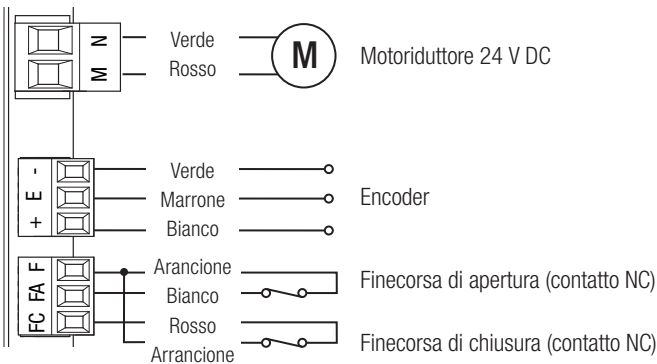 N Verde
M Rosso
M Motoriduttore 24 V DC
- Verde
E Marrone Encoder
+ Bianco
F Arancione
FA Bianco Finecorsa di apertura (contatto NC)
FC Rosso
Arrancione Finecorsa di chiusura (contatto NC)